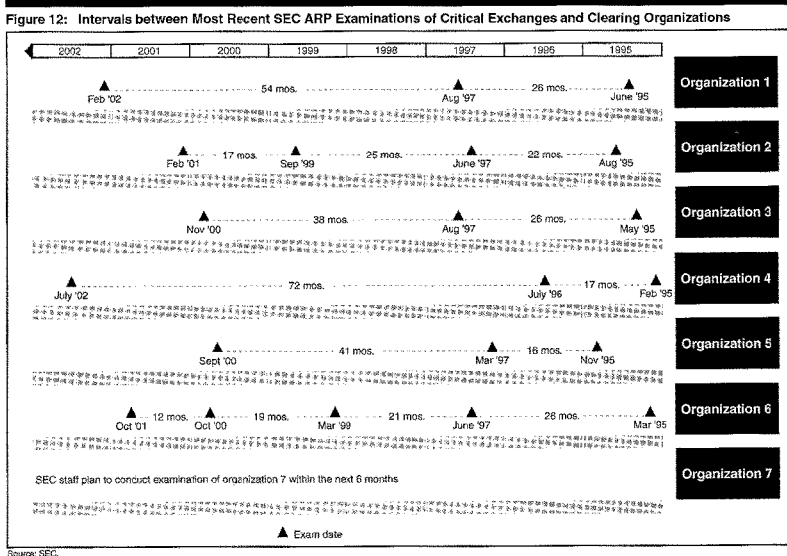 Figure 12: Intervals between Most Recent SEC ARP Examinations of Critical Exchanges and Clearing Organizations
2002 2001 2000 1999 1998 1997 1996 1995
54 mos. 26 mos. Organization 1
Feb '02 Aug '97 June '95
17 mos. 25 mos. 22 mos. Organization 2
Feb '01 Sep '99 June '97 Aug '95
38 mos. 26 mos. Organization 3
Nov '00 Aug '97 May '95
72 mos. 17 mos. Organization 4
July '02 July '96 Feb '95
41 mos. 16 mos. Organization 5
Sept '00 Mar '97 Nov '95
12 mos. 19 mos. 21 mos. 26 mos. Organization 6
Oct '01 Oct '00 Mar '99 June '97 Mar '95
Organization 7
SEC staff plan to conduct examination of organization 7 within the next 6 months
Exam date
Source: SEC.